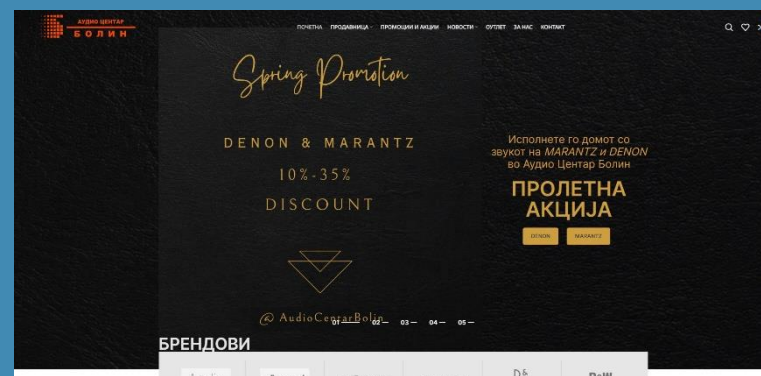 АУДИО ЦЕНТАР
БОЛИН
ПОЧЕТНА ПРОДАВНИЦА ПРОМОЦИИ И АКЦИИ НОВОСТИ ОУТЛЕТ ЗА НАС КОНТАКТ
Spring Promotion
DENON & MARANTZ
10%-35%
DISCOUNT
@AudioCentarBolin
01 02 03 04 05
Исполнете го домот со
звукот на MARANTZ и DENON
во Аудио Центар Болин
ПРОЛЕТНА
АКЦИЈА
DENON MARANTZ
БРЕНДОВИ